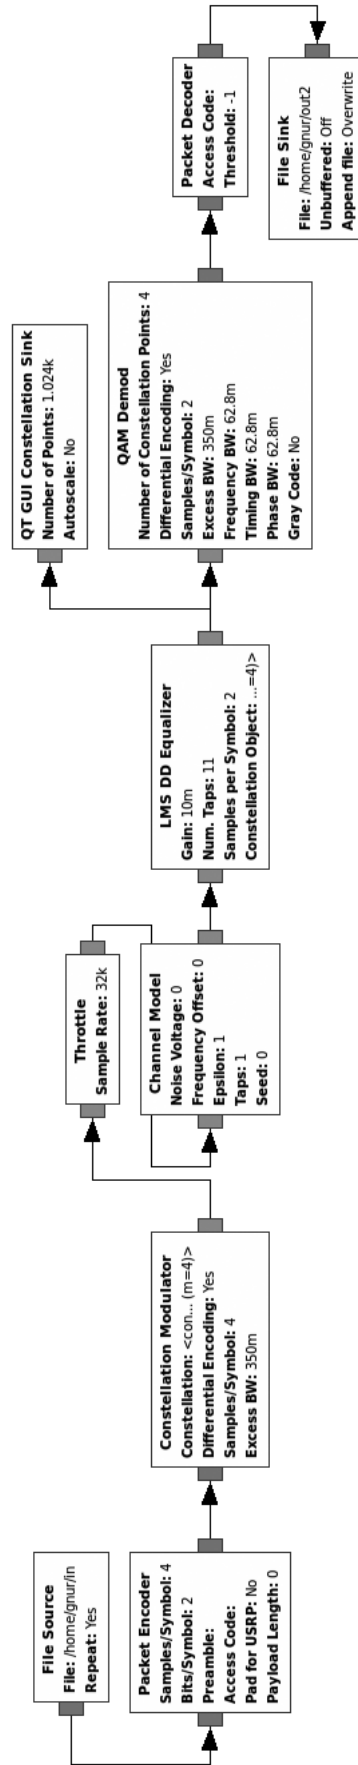 File Source
File: /home/gnur/in
Repeat: Yes
Packet Encoder
Samples/Symbol: 4
Bits/Symbol: 2
Preamble:
Access Code:
Pad for USRP: No
Payload Length: 0
Constellation Modulator
Constellation: <con... (m=4)>
Differential Encoding: Yes
Samples/Symbol: 4
Excess BW: 350m
Throttle
Sample Rate: 32k
Channel Model
Noise Voltage: 0
Frequency Offset: 0
Epsilon: 1
Taps: 1
Seed: 0
LMS DD Equalizer
Gain: 10m
Num. Taps: 11
Samples per Symbol: 2
Constellation Object: ...=4)>
QT GUI Constellation Sink
Number of Points: 1.024k
Autoscale: No
QAM Demod
Number of Constellation Points: 4
Differential Encoding: Yes
Samples/Symbol: 2
Excess BW: 350m
Frequency BW: 62.8m
Timing BW: 62.8m
Phase BW: 62.8m
Gray Code: No
Packet Decoder
Access Code:
Threshold: -1
File Sink
File: /home/gnur/out2
Unbuffered: Off
Append file: Overwrite